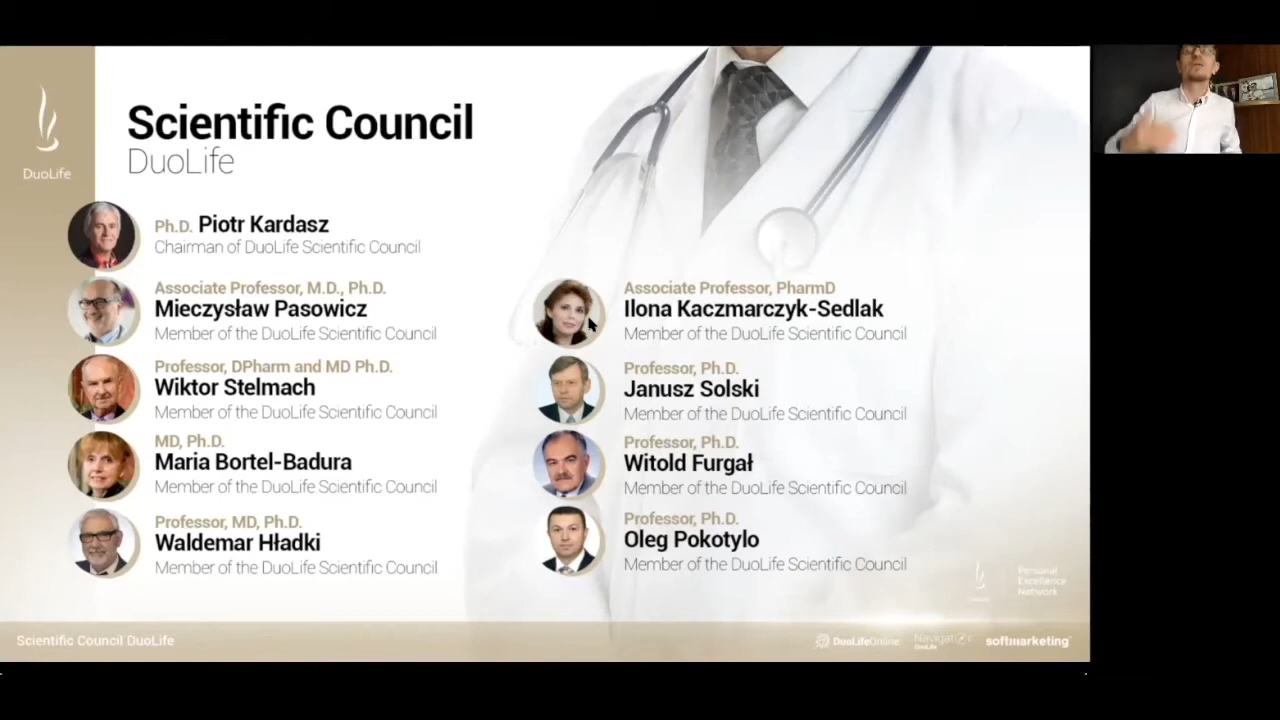 Scientific Council
DuoLife
DuoLife
Ph.D. Piotr Kardasz
Chairman of DuoLife Scientific Council
Associate Professor, M.D., Ph.D.
Mieczysław Pasowicz
Member of the DuoLife Scientific Council
Professor, DPharm and MD Ph.D.
Wiktor Stelmach
Member of the DuoLife Scientific Council
MD, Ph.D.
Maria Bortel-Badura
Member of the DuoLife Scientific Council
Professor, MD, Ph.D.
Waldemar Hładki
Member of the DuoLife Scientific Council
Associate Professor, PharmD
Ilona Kaczmarczyk-Sedlak
Member of the DuoLife Scientific Council
Professor, Ph.D.
Janusz Solski
Member of the DuoLife Scientific Council
Professor, Ph.D.
Witold Furgał
Member of the DuoLife Scientific Council
Professor, Ph.D.
Oleg Pokotylo
Member of the DuoLife Scientific Council
Personal
Excellence
Network
Scientific Council DuoLife
DuoLifeOnline
Navigator
DuoLife
softmarketing